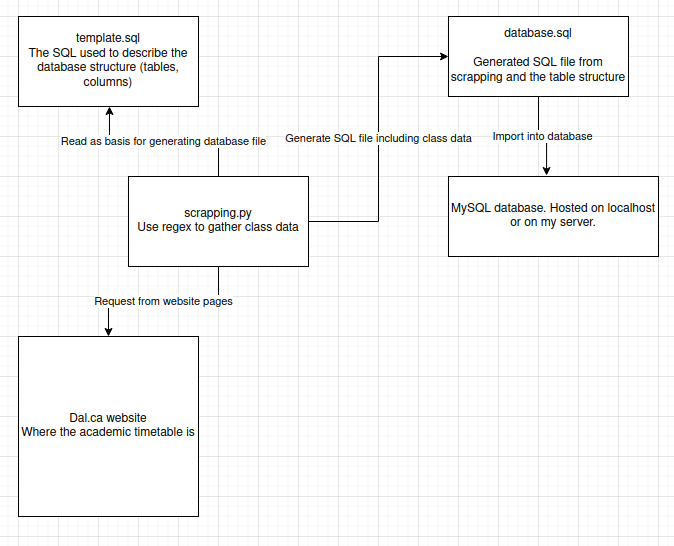 template.sql
The SQL used to describe the
database structure (tables,
columns)
database.sql
Generated SQL file from
scrapping and the table structure
Read as basis for generating database file
Generate SQL file including class data
Import into database
scrapping.py
Use regex to gather class data
MySQL database. Hosted on localhost
or on my server.
Request from website pages
Dal.ca website
Where the academic timetable is